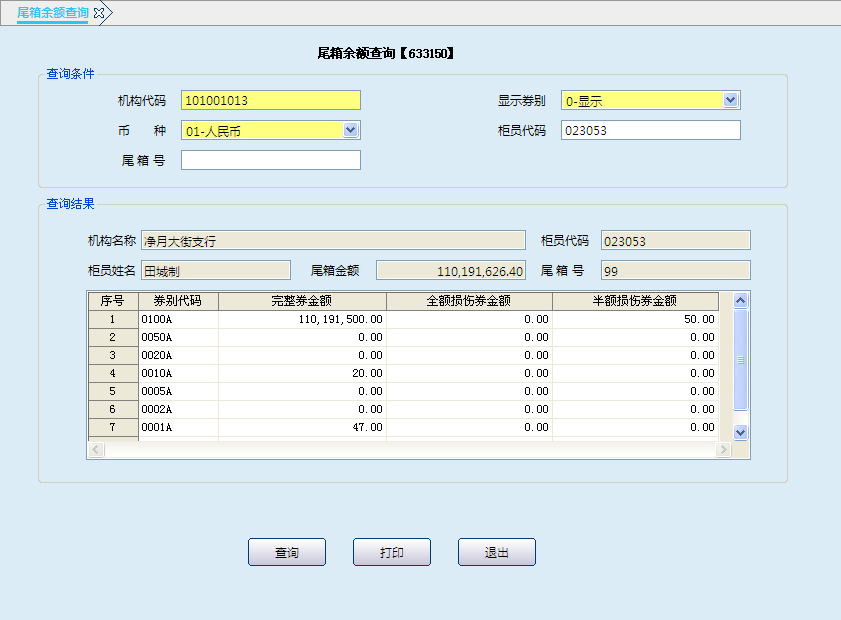 尾箱余额查询
尾箱余额查询【633150】
查询条件
机构代码 101001013 显示券别 0-显示
币 种 01-人民币 柜员代码 023053
尾 箱 号
查询结果
机构名称 净月大街支行 柜员代码 023053
柜员姓名 田城制 尾箱金额 110,191,626.40 尾 箱 号 99
序号 券别代码 完整券金额 全额损伤券金额 半额损伤券金额
1 0100A 110,191,500.00 0.00 50.00
2 0050A 0.00 0.00 0.00
3 0020A 0.00 0.00 0.00
4 0010A 20.00 0.00 0.00
5 0005A 0.00 0.00 0.00
6 0002A 0.00 0.00 0.00
7 0001A 47.00 0.00 0.00
查询 打印 退出